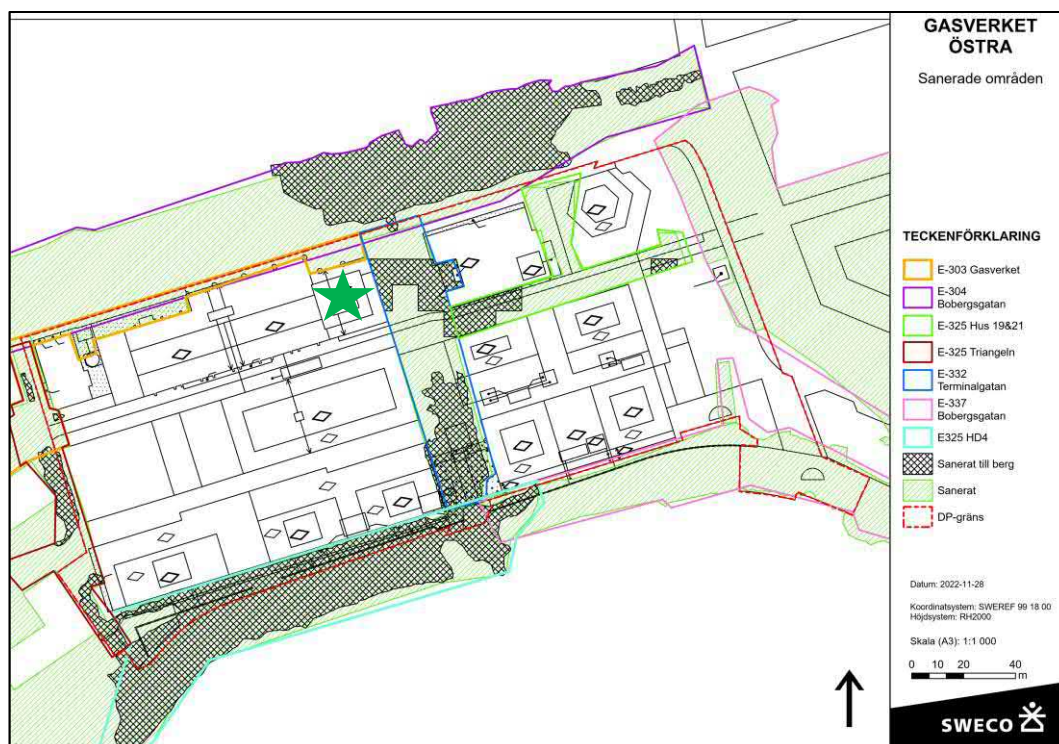 GASVERKET
ÖSTRA
Sanerade områden
TECKENFÖRKLARING
E-303 Gasverket
E-304
Bobergsgatan
E-325 Hus 19&21
E-325 Triangeln
E-332
Terminalgatan
E-337
Bobergsgatan
E325 HD4
Sanerat till berg
Sanerat
DP-gräns
Datum: 2022-11-28
Koordinatsystem: SWEREF 99 18 00
Höjdsystem: RH2000
Skala (A3): 1:1 000
0 10 20 40
m
SWECO